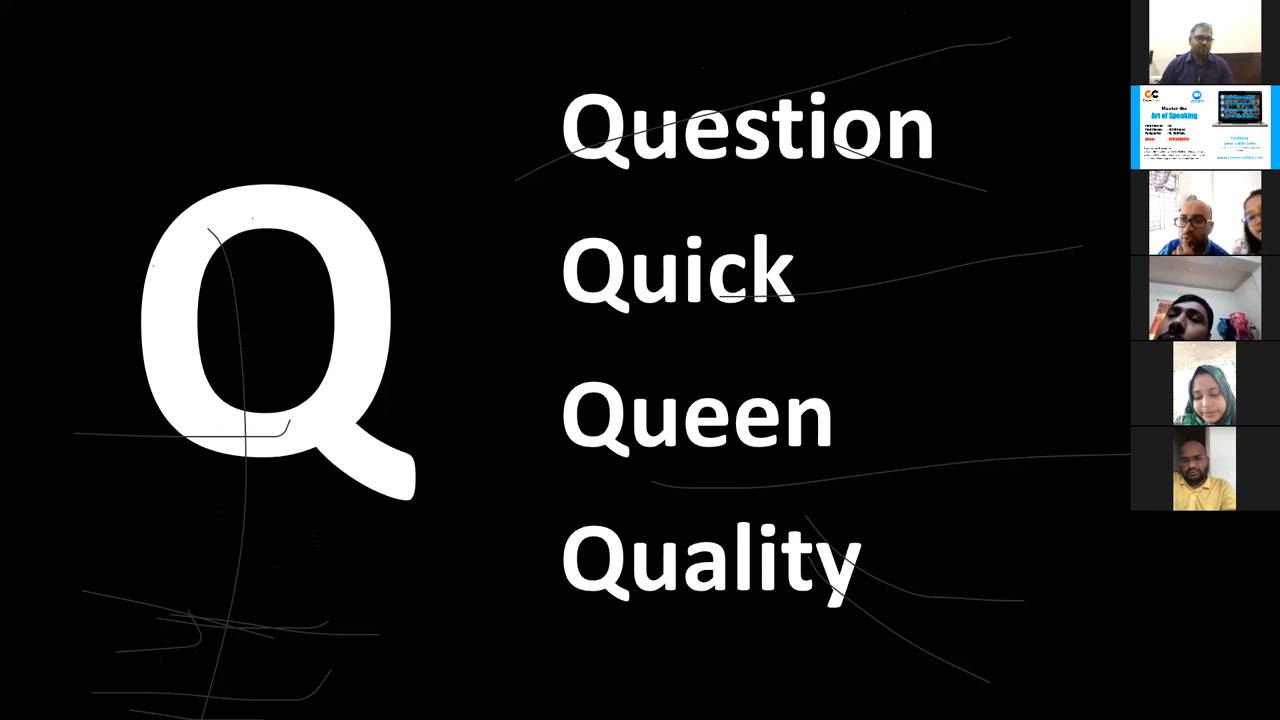 Q
Question
Quick
Queen
Quality
zoom
Master the
Art of Speaking